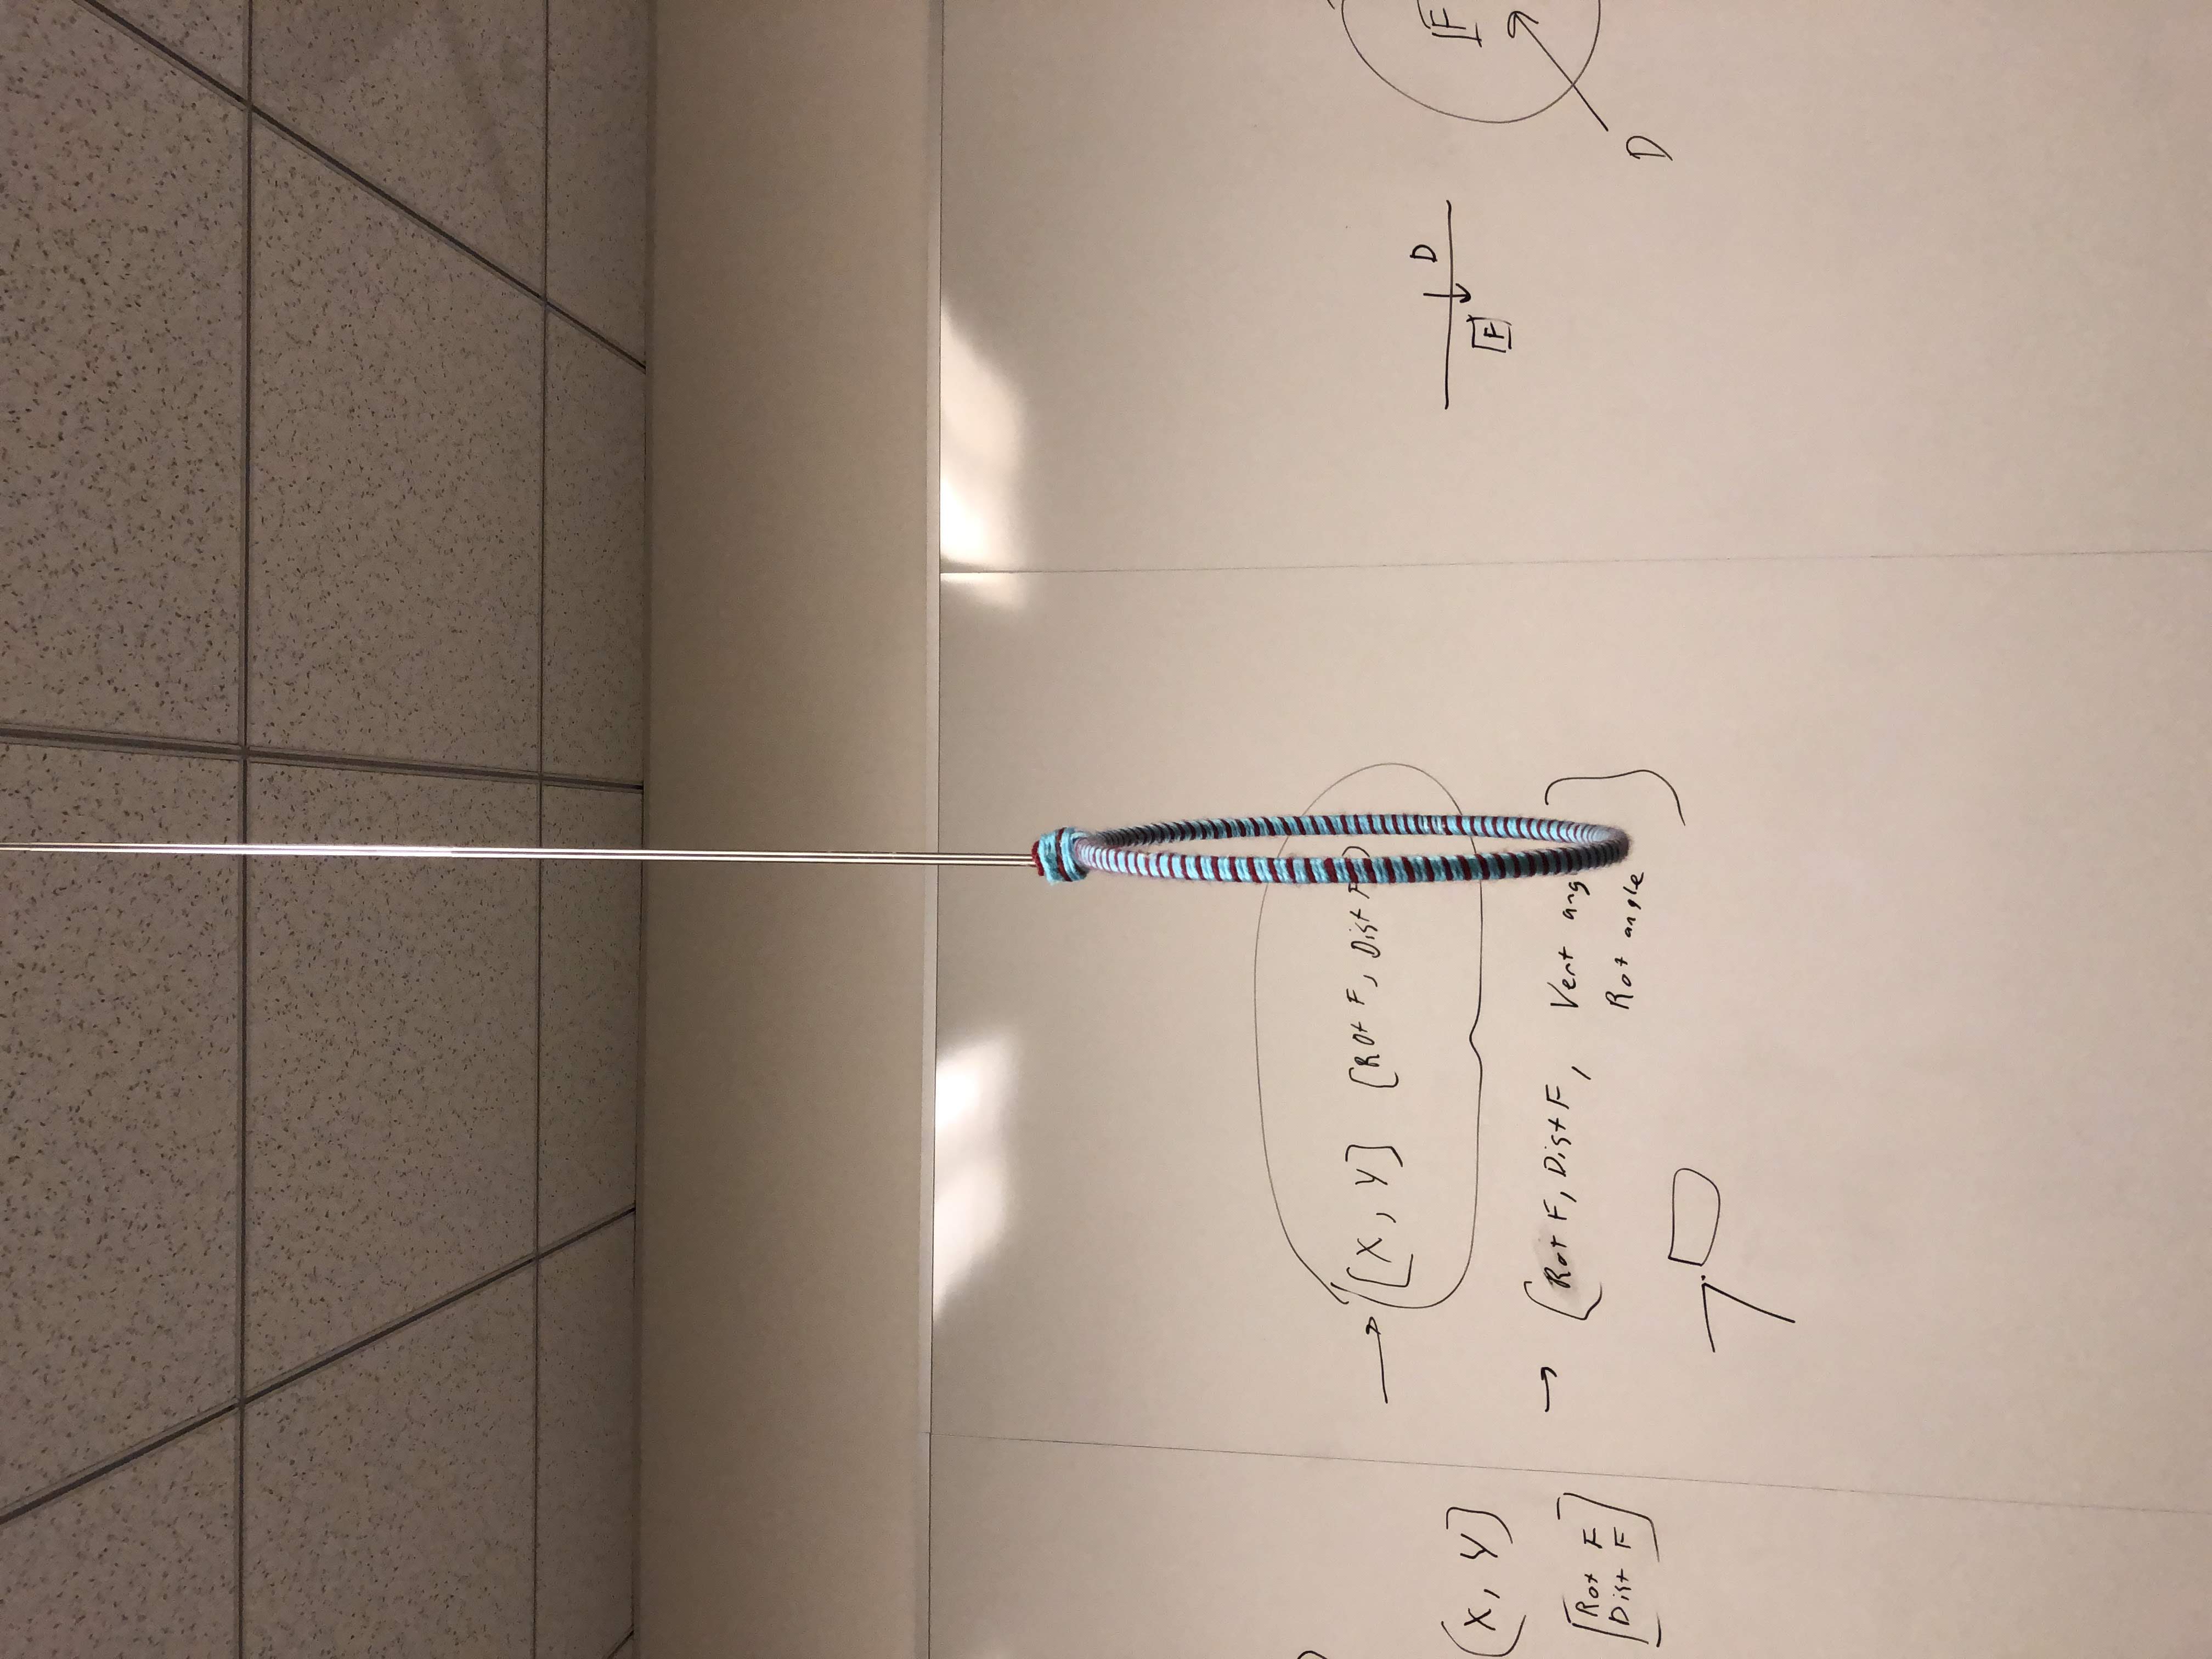 [X, Y] [Rot F, Dist F]
(X, Y]
[Rot F, Dist F, Vert ang
Rot angle]
[Rot F
Dist F]
D
[F]
[F
D